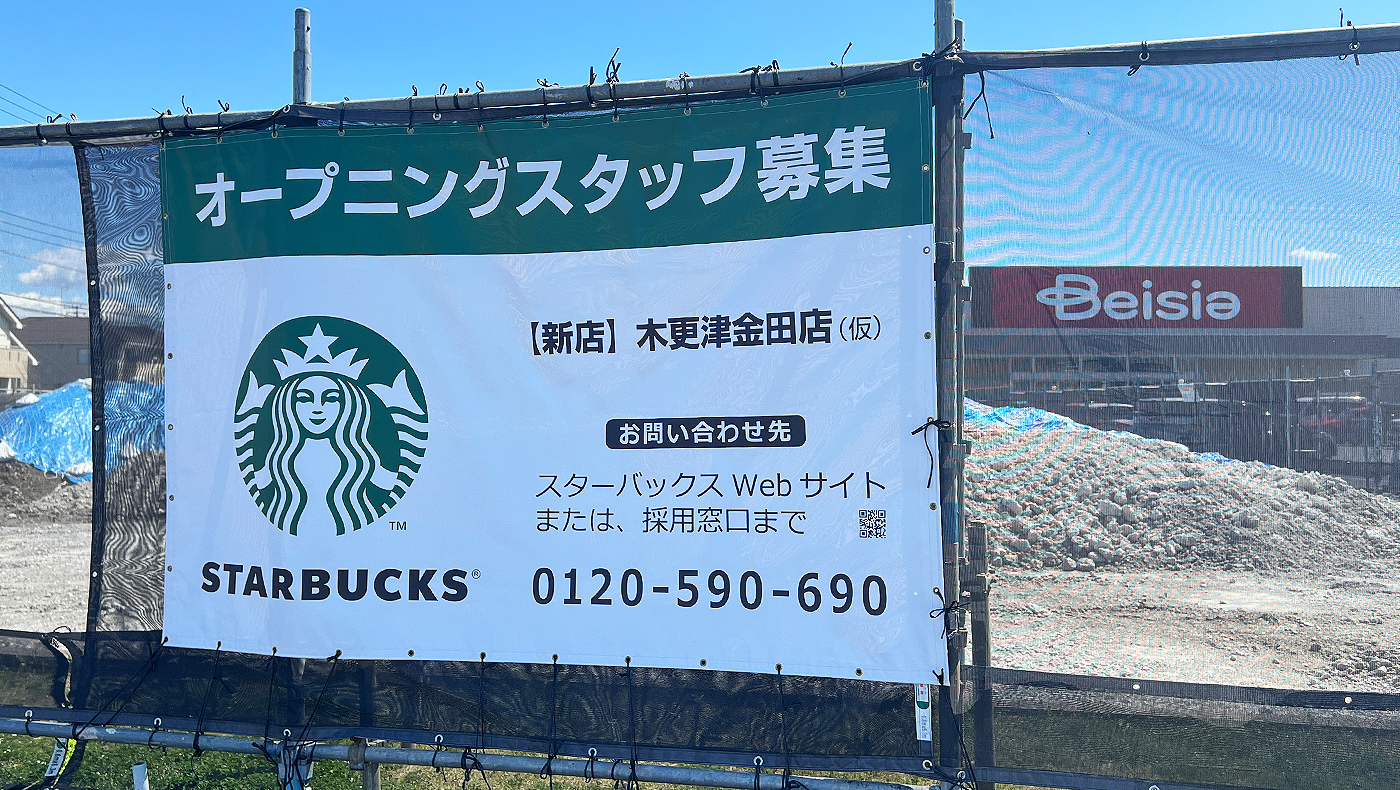 オープニングスタッフ募集
【新店】木更津金田店（仮）
お問い合わせ先
スターバックス Web サイト
または、採用窓口まで
0120-590-690
TM
STARBUCKS®
Beisia